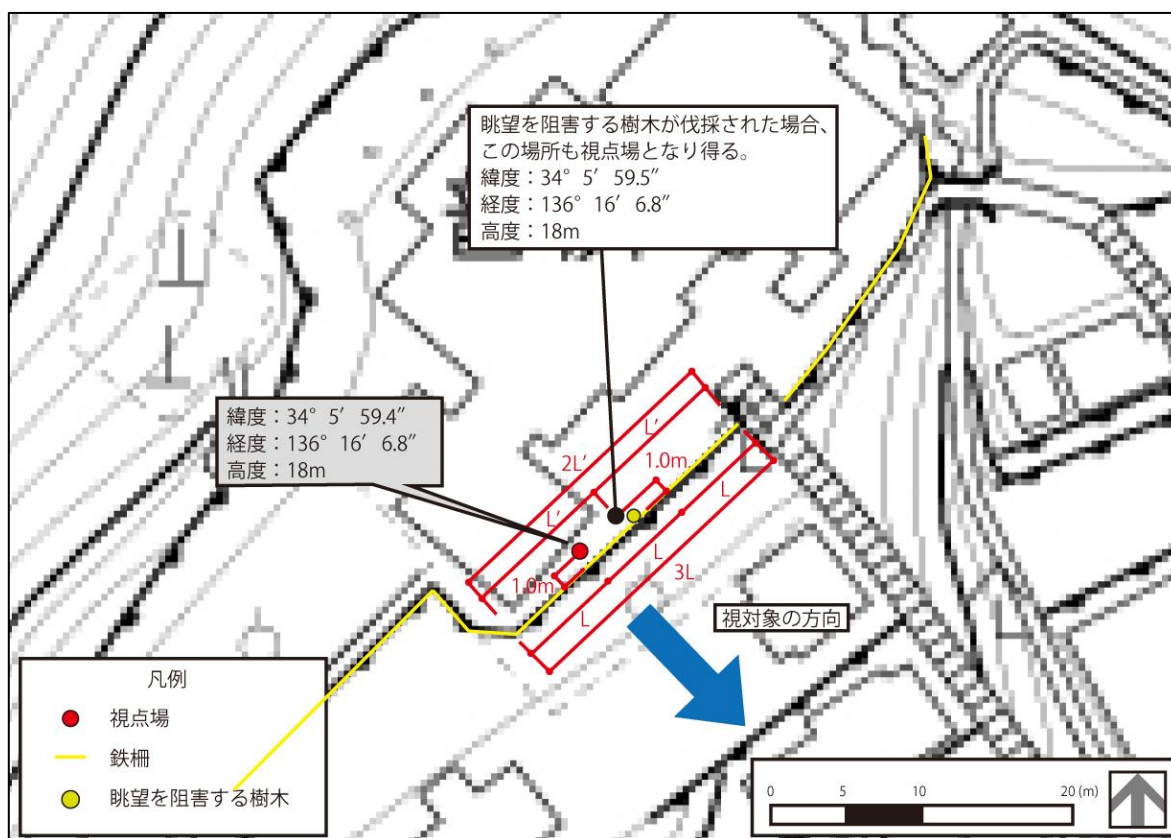 眺望を阻害する樹木が伐採された場合、
この場所も視点場となり得る。
緯度：34° 5′ 59.5″
経度：136° 16′ 6.8″
高度：18m
緯度：34° 5′ 59.4″
経度：136° 16′ 6.8″
高度：18m
2L′
L′
1.0m
L′
L
1.0m
L
3L
L
視対象の方向
凡例
視点場
鉄柵
眺望を阻害する樹木
0 5 10 20 (m)